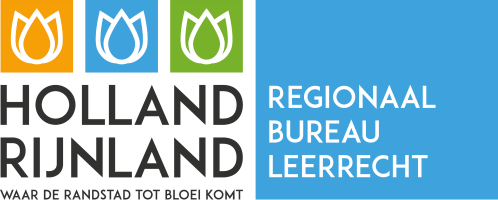 HOLLAND
RIJNLAND
WAAR DE RANDSTAD TOT BLOEI KOMT
REGIONAAL
BUREAU
LEERRECHT